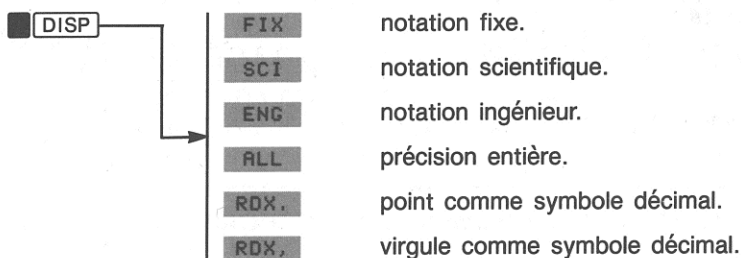 DISP FIX notation fixe.
SCI notation scientifique.
ENG notation ingénieur.
ALL précision entière.
RDX. point comme symbole décimal.
RDX, virgule comme symbole décimal.